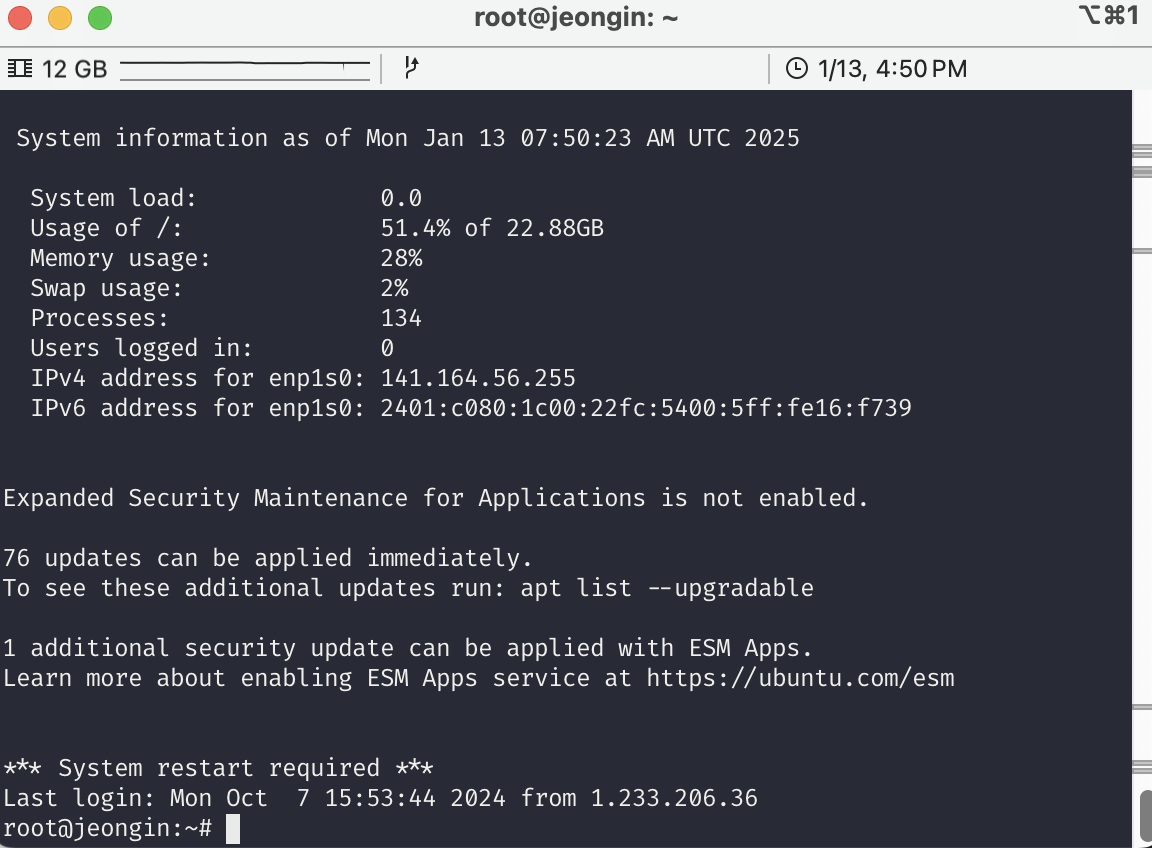 root@jeongin: ~
⌥⌘1
12 GB
1/13, 4:50 PM
System information as of Mon Jan 13 07:50:23 AM UTC 2025
System load: 0.0
Usage of /: 51.4% of 22.88GB
Memory usage: 28%
Swap usage: 2%
Processes: 134
Users logged in: 0
IPv4 address for enp1s0: 141.164.56.255
IPv6 address for enp1s0: 2401:c080:1c00:22fc:5400:5ff:fe16:f739
Expanded Security Maintenance for Applications is not enabled.
76 updates can be applied immediately.
To see these additional updates run: apt list --upgradable
1 additional security update can be applied with ESM Apps.
Learn more about enabling ESM Apps service at https://ubuntu.com/esm
*** System restart required ***
Last login: Mon Oct  7 15:53:44 2024 from 1.233.206.36
root@jeongin:~#